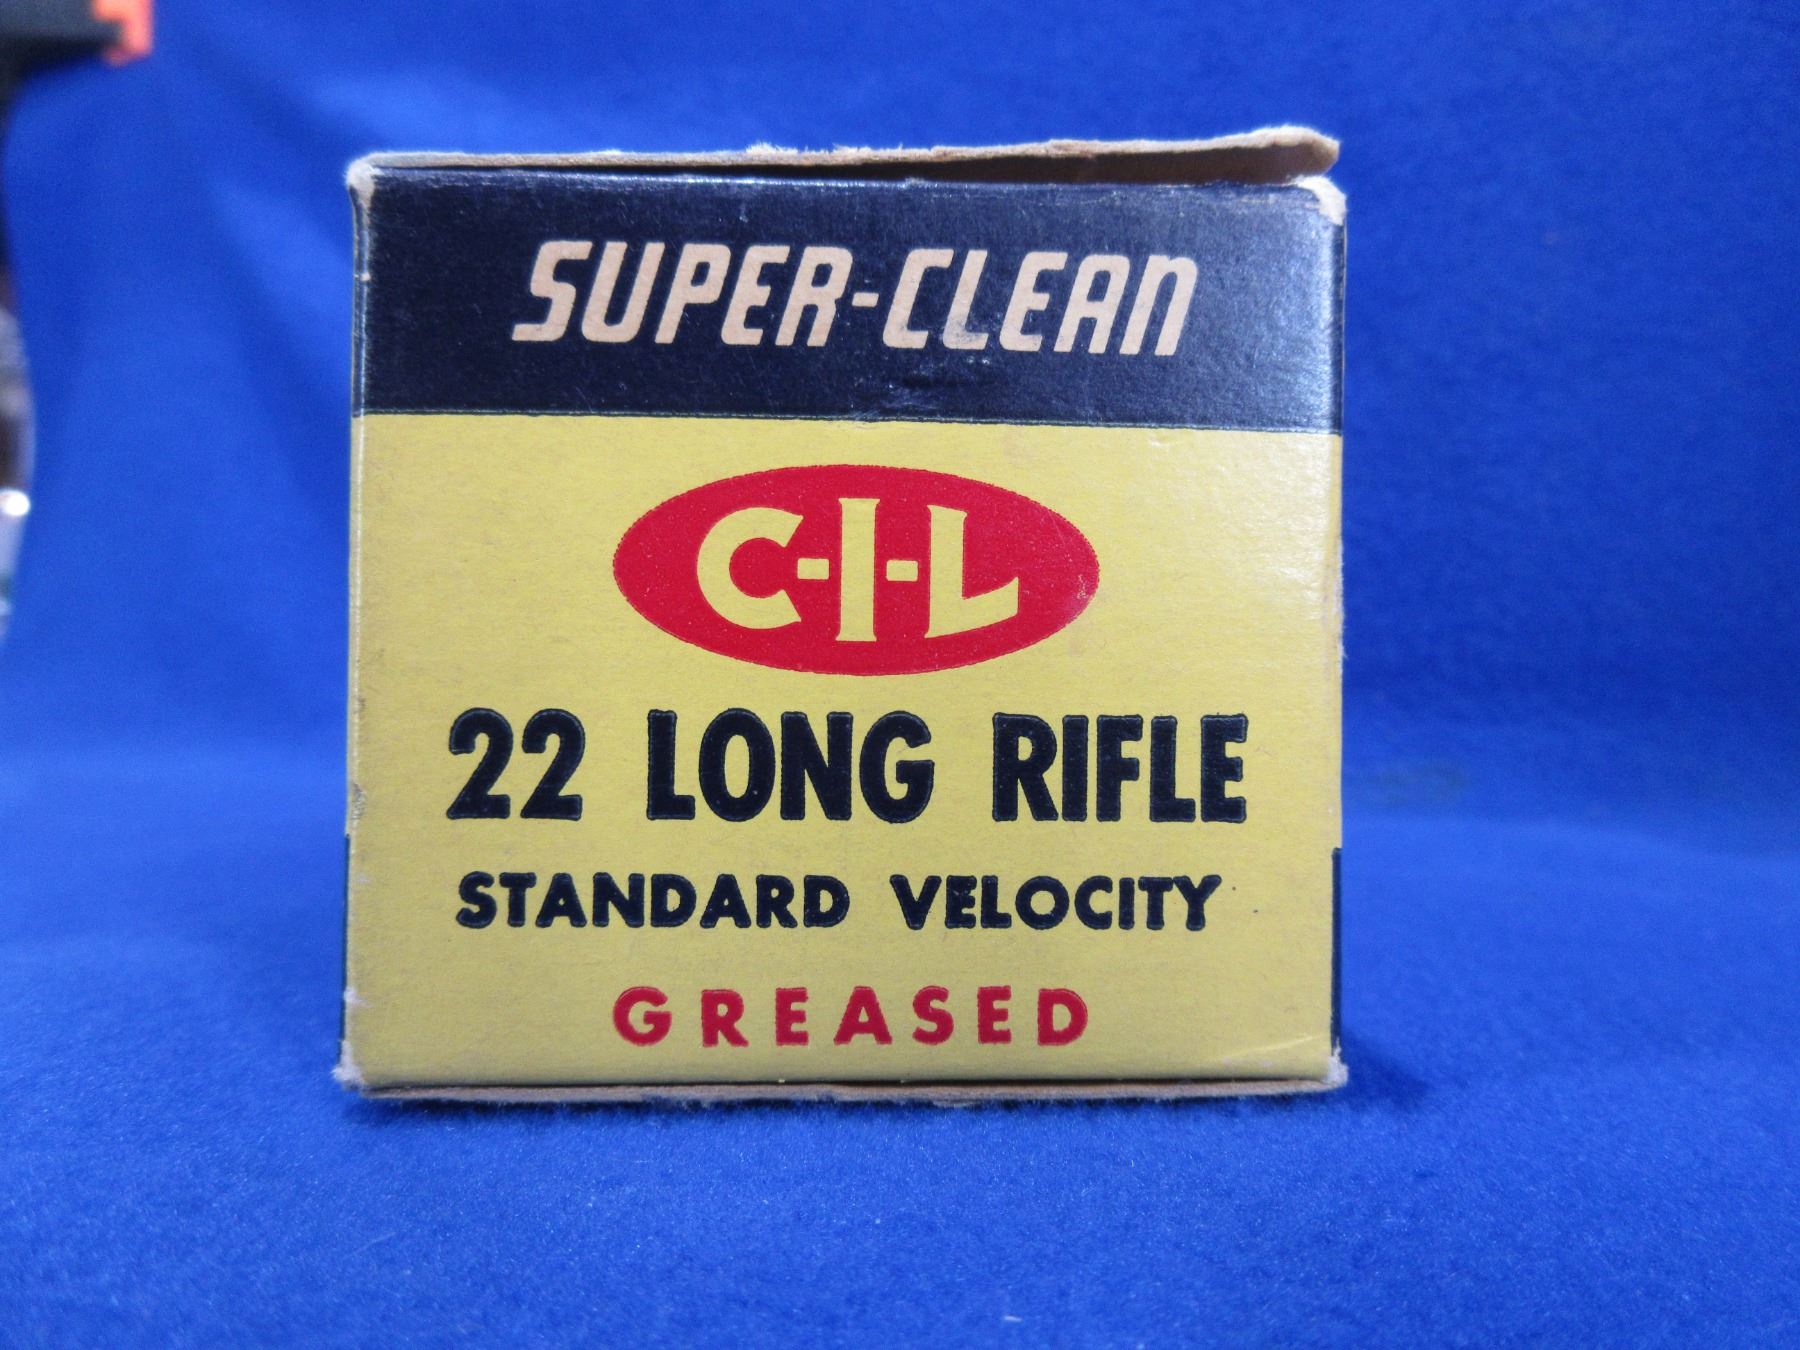 SUPER-CLEAN
C-I-L
22 LONG RIFLE
STANDARD VELOCITY
GREASED